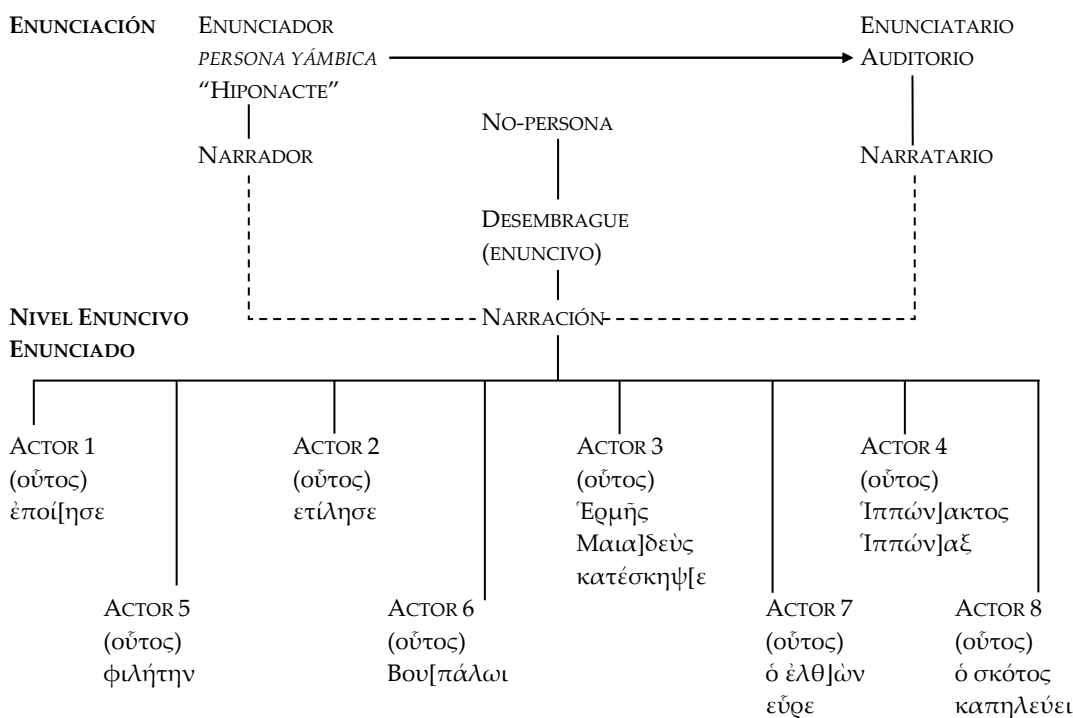 ENUNCIACIÓN ENUNCIADOR ENUNCIATARIO
PERSONA YÁMBICA AUDITORIO
“HIPONACTE”
NO-PERSONA
NARRADOR NARRATARIO
DESEMBRAGUE
(ENUNCIVO)
NIVEL ENUNCIVO NARRACIÓN
ENUNCIADO
ACTOR 1 ACTOR 2 ACTOR 3 ACTOR 4
(οὗτος) (οὗτος) (οὗτος) (οὗτος)
ἐποί[ησε ετίλησε Ἑρμῆς Ἱππών]ακτος
Μαια]δεὺς Ἱππών]αξ
κατέσκηψ[ε
ACTOR 5 ACTOR 6 ACTOR 7 ACTOR 8
(οὗτος) (οὗτος) (οὗτος) (οὗτος)
φιλήτην Βου[πάλωι ὁ ἐλθ]ὼν ὁ σκότος
εὗρε καπηλεύει